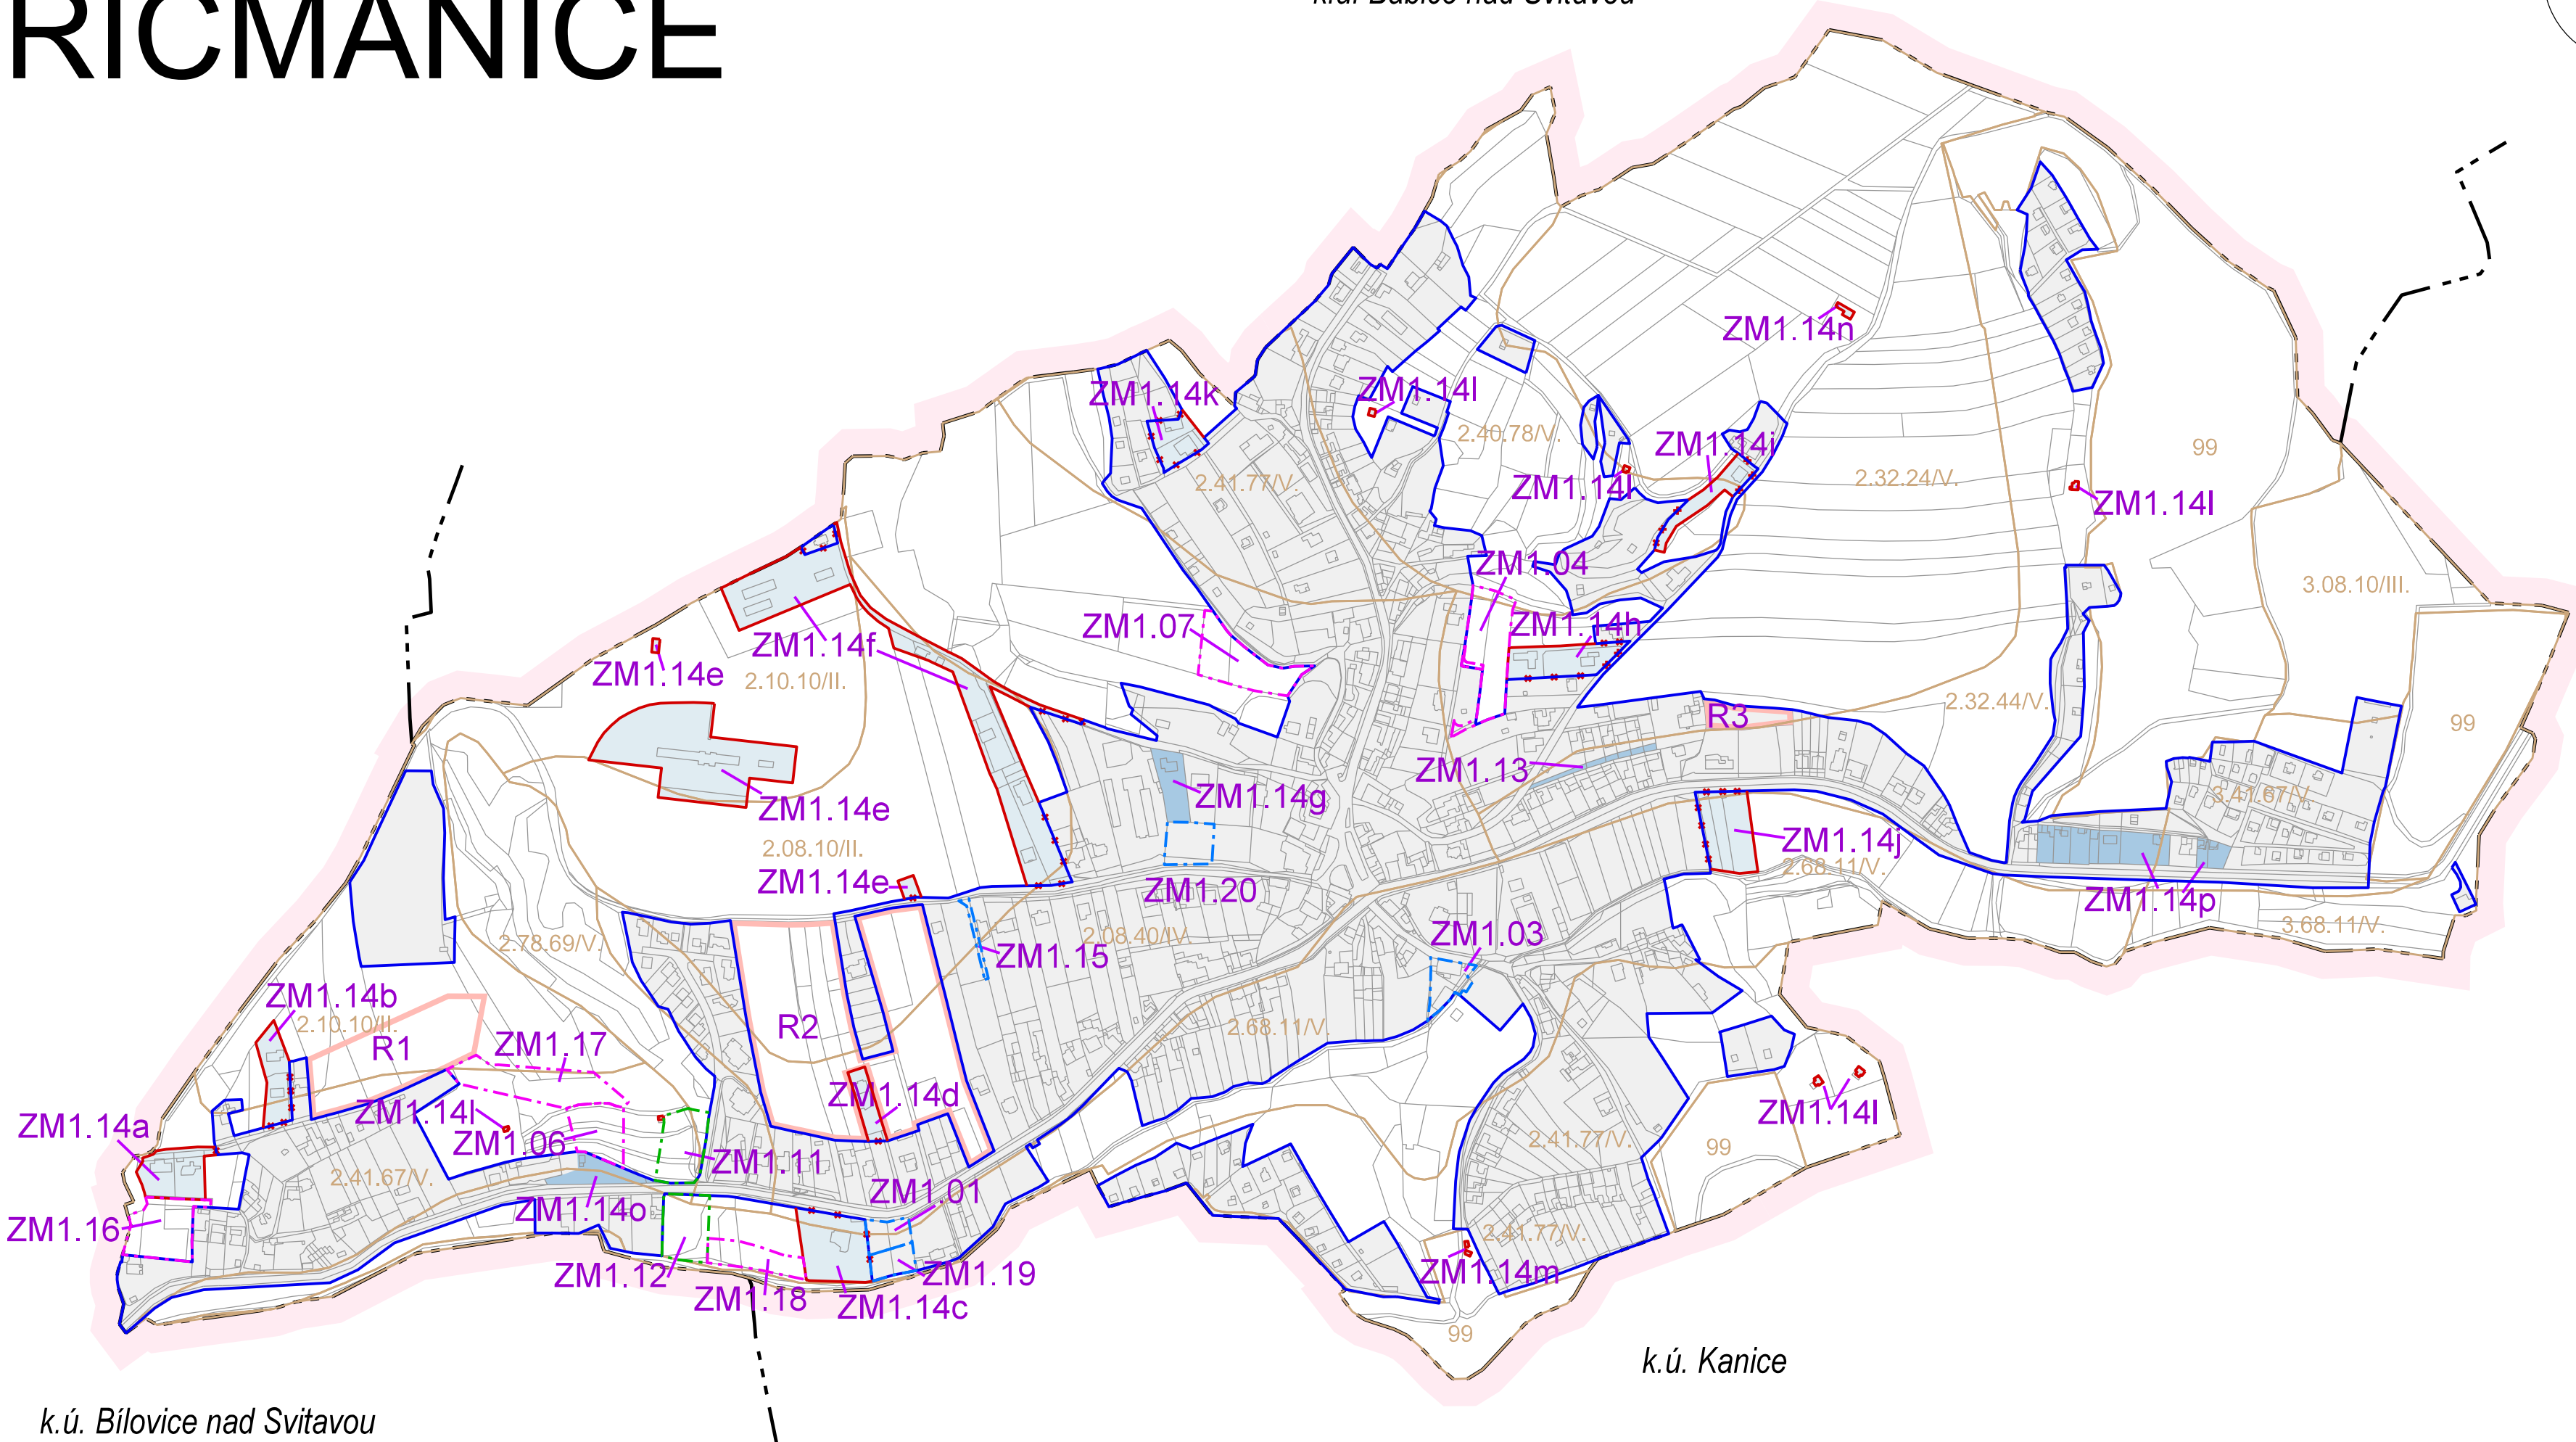 ŘICMANICE
k.ú. Babice nad Svitavou
ZM1.14n
ZM1.14k
ZM1.14l
2.40.78/V.
ZM1.14i
99
2.41.77/V.
ZM1.14l
2.32.24/V.
ZM1.14l
ZM1.04
3.08.10/III.
ZM1.07
ZM1.14h
ZM1.14f
ZM1.14e
2.10.10/II.
2.32.44/V.
R3
99
ZM1.13
ZM1.14g
3.41.67/V.
ZM1.14e
ZM1.14j
2.08.10/II.
2.68.11/V.
ZM1.14e
ZM1.20
ZM1.14p
3.68.11/V.
ZM1.03
2.08.40/IV.
2.78.69/V.
ZM1.15
ZM1.14b
2.10.10/II.
R2
2.68.11/V.
R1
ZM1.17
ZM1.14d
ZM1.14l
ZM1.14l
ZM1.14a
ZM1.06
2.41.77/V.
99
ZM1.11
2.41.67/V.
ZM1.01
ZM1.14o
ZM1.16
2.41.77/V.
ZM1.12
ZM1.19
ZM1.14m
ZM1.18
ZM1.14c
99
k.ú. Kanice
k.ú. Bílovice nad Svitavou